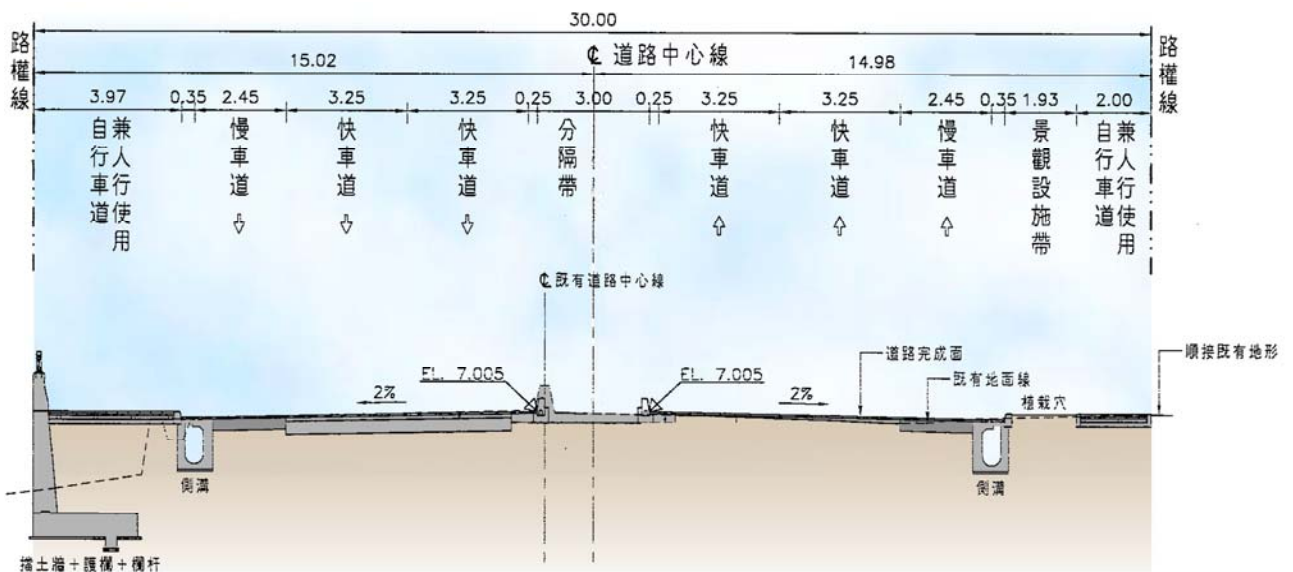 30.00
路權線
℄ 道路中心線
路權線
15.02
14.98
3.97
0.35
2.45
3.25
3.25
0.25
3.00
0.25
3.25
3.25
2.45
0.35
1.93
2.00
兼人行使用
自行車道
慢車道
快車道
快車道
分隔帶
快車道
快車道
慢車道
景觀設施帶
兼人行使用
自行車道
℄ 既有道路中心線
道路完成面
順接既有地形
EL. 7.005
EL. 7.005
既有地面線
2%
2%
植栽穴
側溝
側溝
擋土牆+護欄+欄杆